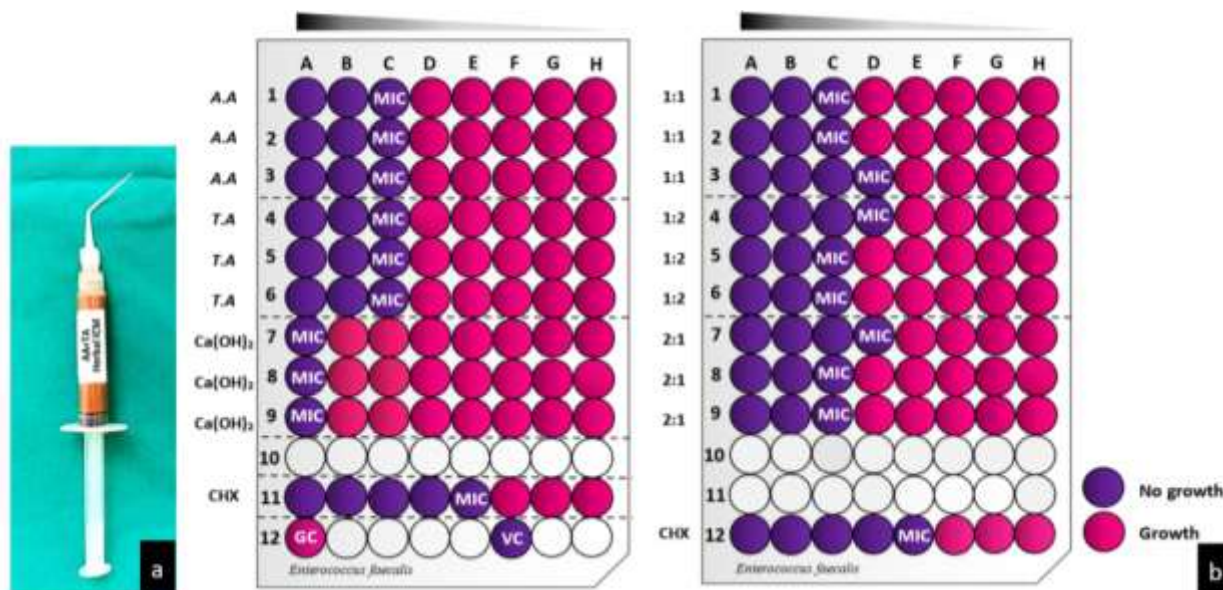 A B C D E F G H
A.A 1 MIC
A.A 2 MIC
A.A 3 MIC
T.A 4 MIC
T.A 5 MIC
T.A 6 MIC
Ca(OH)₂ 7 MIC
Ca(OH)₂ 8 MIC
Ca(OH)₂ 9 MIC
10
CHX 11 MIC
12 GC VC
Enterococcus faecalis
A B C D E F G H
1:1 1 MIC
1:1 2 MIC
1:1 3 MIC
1:2 4 MIC
1:2 5 MIC
1:2 6 MIC
2:1 7 MIC
2:1 8 MIC
2:1 9 MIC
10
11
CHX 12 MIC
Enterococcus faecalis
No growth
Growth
AA+TA
Herbal ICM
a
b